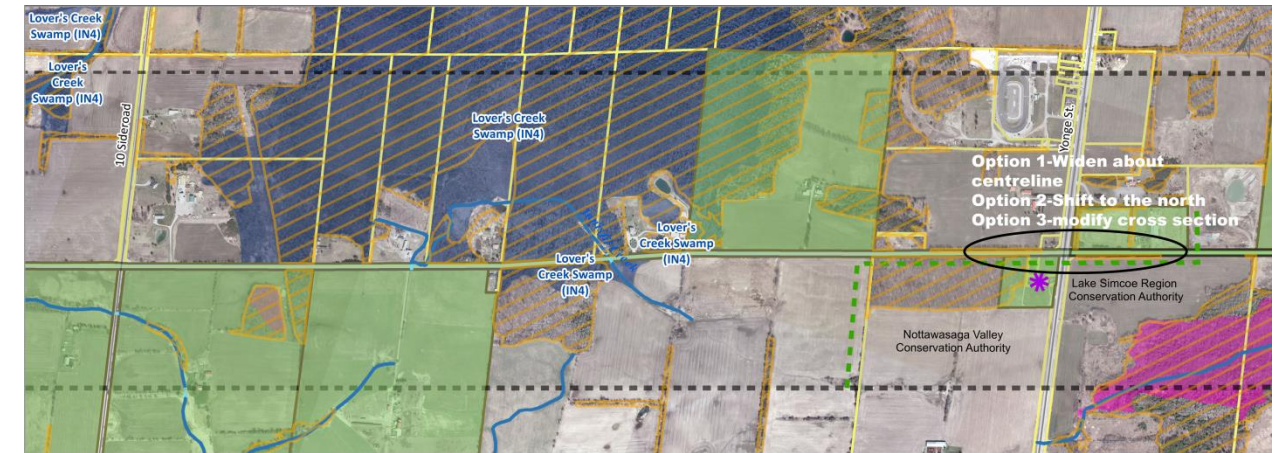 Lover's Creek
Swamp (IN4)
Lover's
Creek
Swamp (IN4)
10 Sideroad
Lover's Creek
Swamp (IN4)
Yonge St.
Option 1-Widen about
centreline
Option 2-Shift to the north
Option 3-modify cross section
Lover's
Creek Swamp
(IN4)
Lover's
Creek Swamp
(IN4)
Lake Simcoe Region
Conservation Authority
Nottawasaga Valley
Conservation Authority